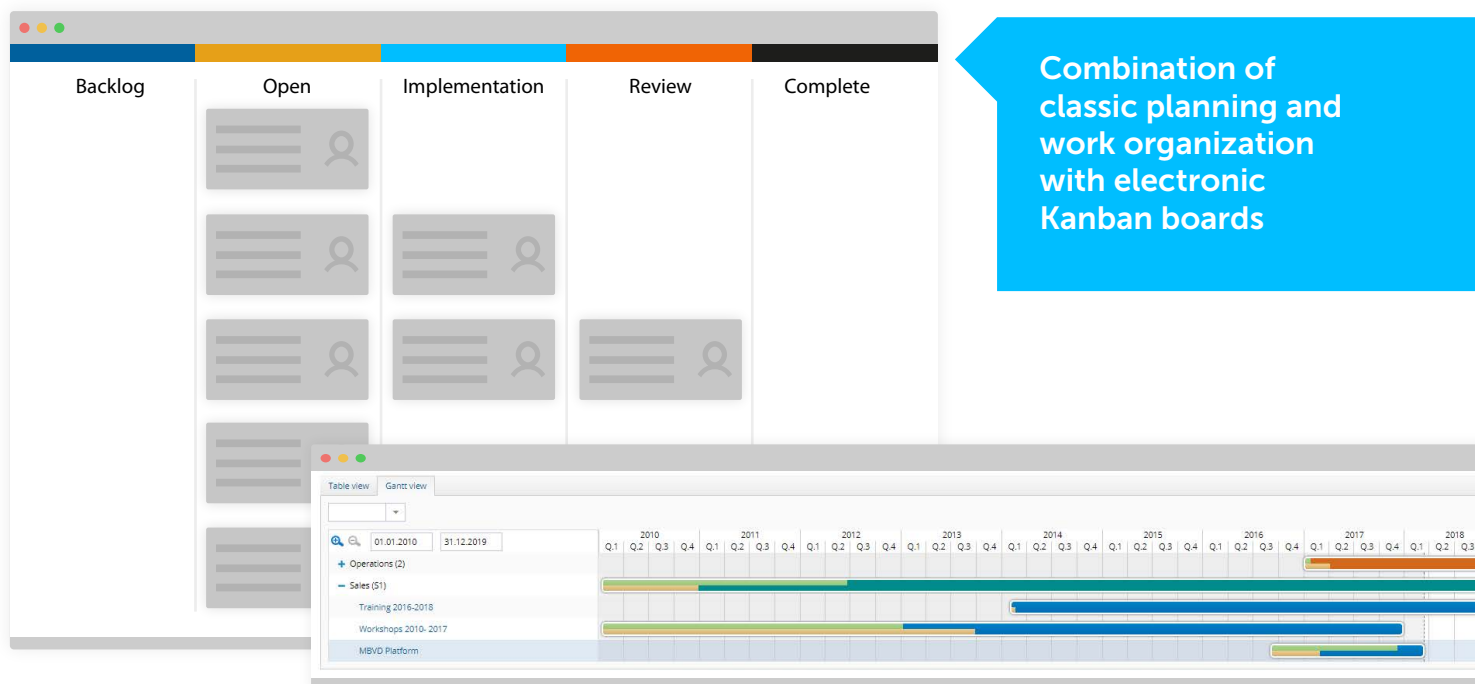 Backlog Open Implementation Review Complete
Combination of
classic planning and
work organization
with electronic
Kanban boards
Table view Gantt view
2010 2011 2012 2013 2014 2015 2016 2017 2018
01.01.2010 31.12.2019 Q.1 Q.2 Q.3 Q.4 Q.1 Q.2 Q.3 Q.4 Q.1 Q.2 Q.3 Q.4 Q.1 Q.2 Q.3 Q.4 Q.1 Q.2 Q.3 Q.4 Q.1 Q.2 Q.3 Q.4 Q.1 Q.2 Q.3 Q.4 Q.1 Q.2 Q.3 Q.4 Q.1 Q.2 Q.3
Operations (2)
Sales (S1)
Training 2016-2018
Workshops 2010- 2017
MBVD Platform